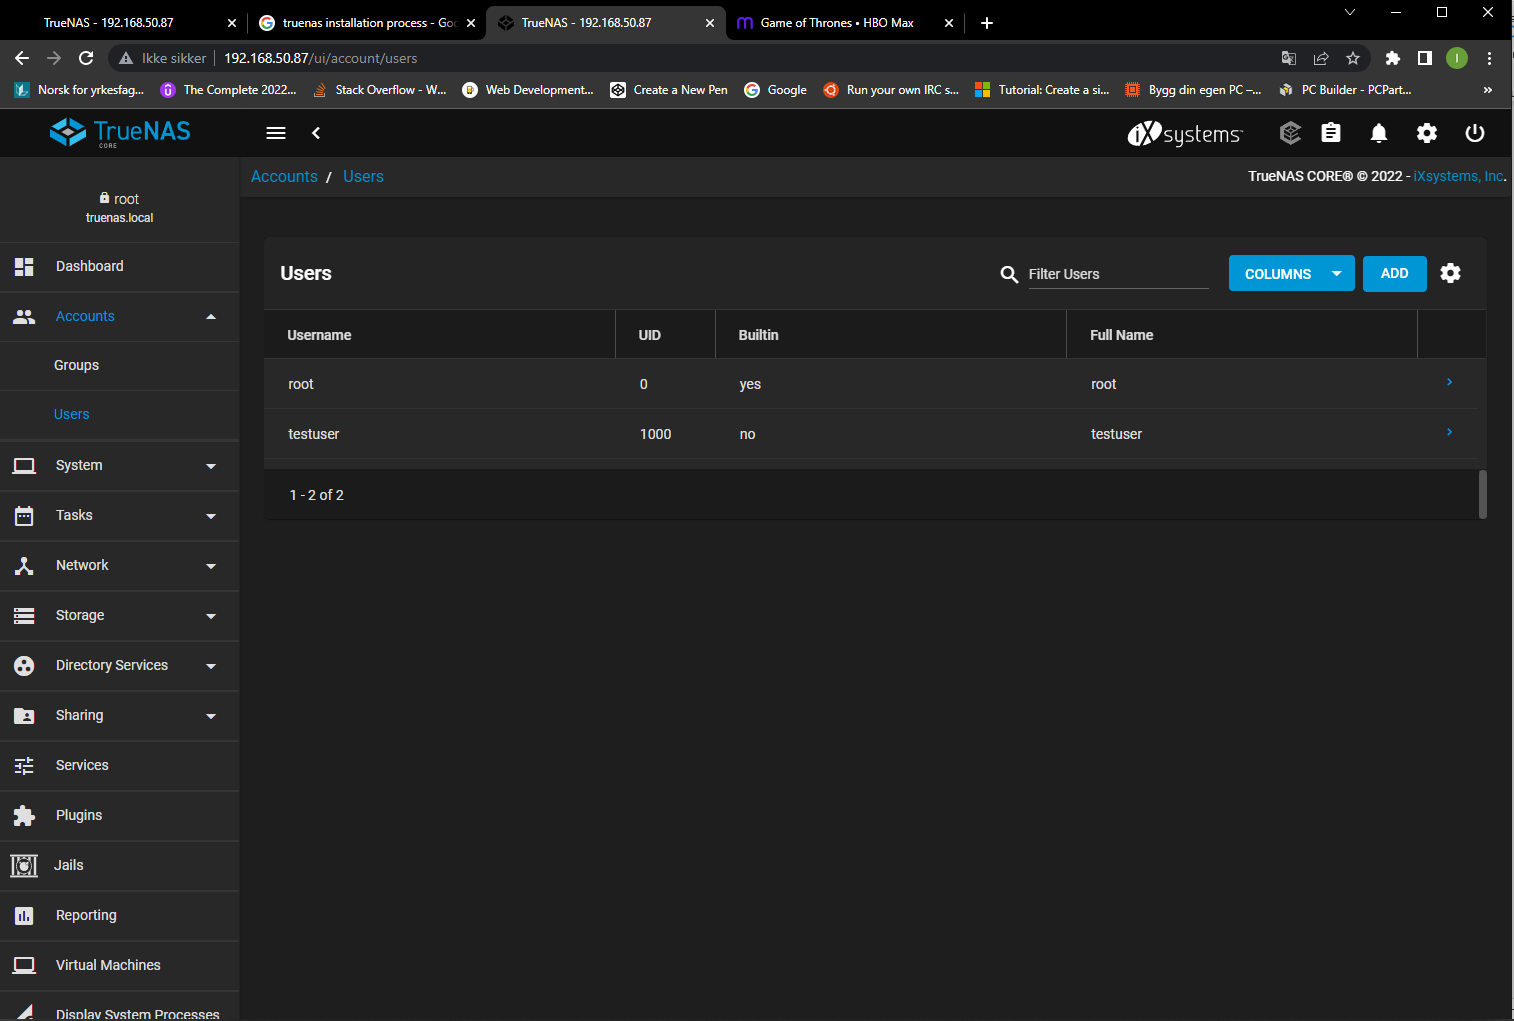 TrueNAS - 192.168.50.87
truenas installation process - Goo
TrueNAS - 192.168.50.87
Game of Thrones • HBO Max
Ikke sikker
192.168.50.87/ui/account/users
I
Norsk for yrkesfag...
The Complete 2022...
Stack Overflow - W...
Web Development...
Create a New Pen
Google
Run your own IRC s...
Tutorial: Create a si...
Bygg din egen PC –...
PC Builder - PCPart...
»
TrueNAS
CORE
iXsystems
root
truenas.local
Accounts / Users
TrueNAS CORE® © 2022 - iXsystems, Inc.
Dashboard
Accounts
Groups
Users
System
Tasks
Network
Storage
Directory Services
Sharing
Services
Plugins
Jails
Reporting
Virtual Machines
Display System Processes
Users
Filter Users
COLUMNS
ADD
Username UID Builtin Full Name
root 0 yes root
testuser 1000 no testuser
1 - 2 of 2